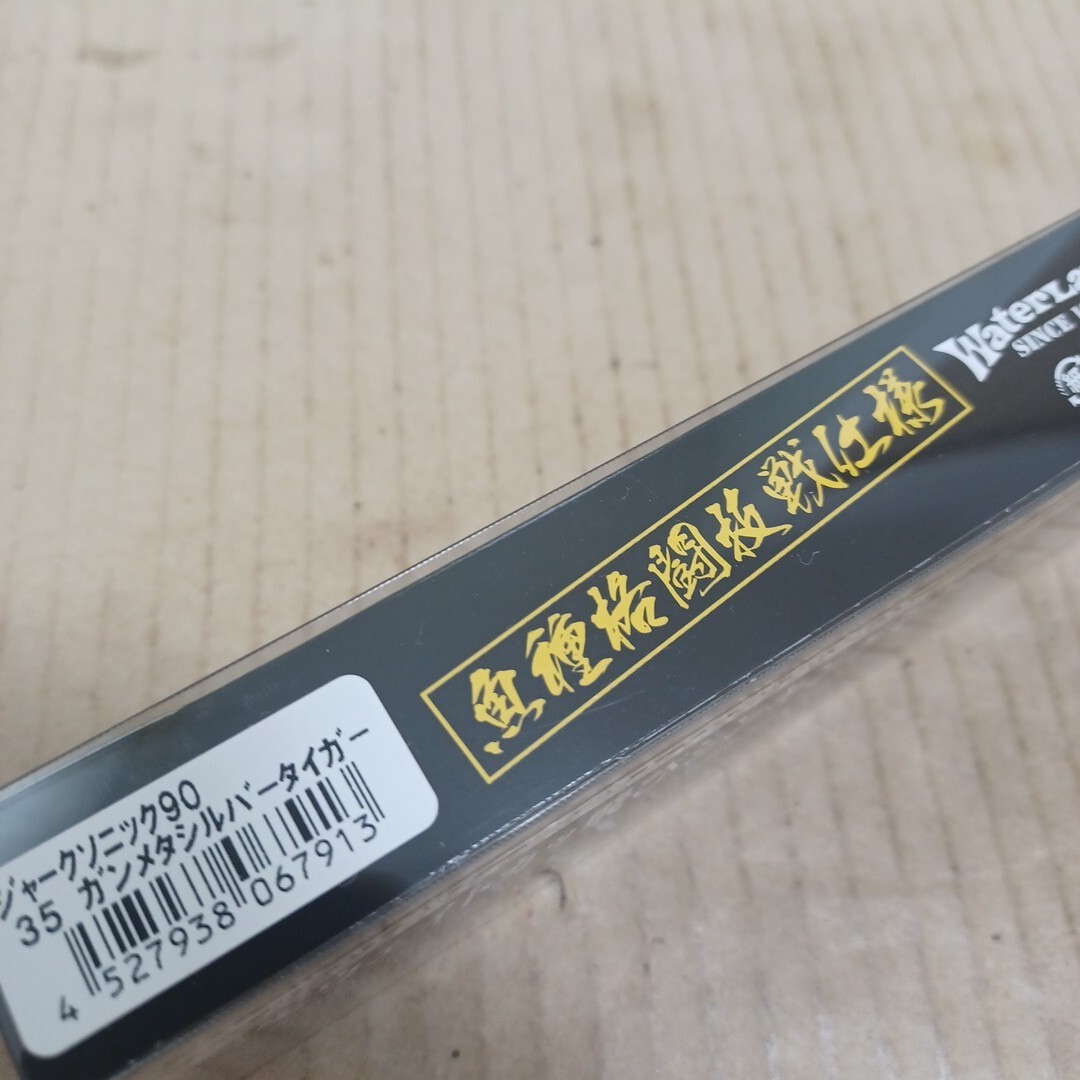 ジャークソニック90
35 ガンメタシルバータイガー
4 527938 067913
魚種格闘技戦仕様
WaterLa
SINCE 1